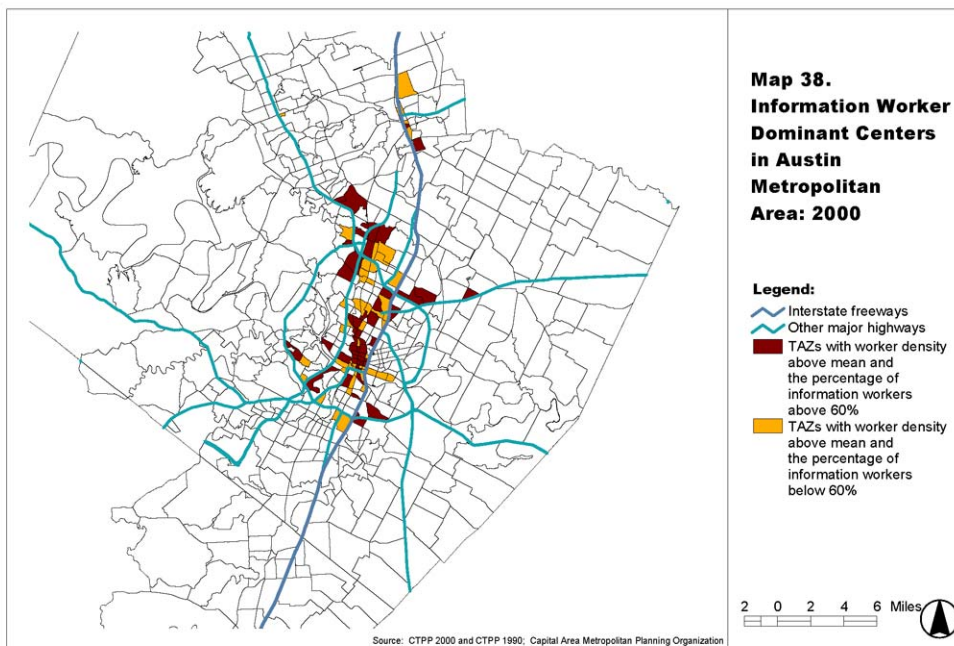 Map 38.
Information Worker
Dominant Centers
in Austin
Metropolitan
Area: 2000
Legend:
Interstate freeways
Other major highways
TAZs with worker density
above mean and
the percentage of
information workers
above 60%
TAZs with worker density
above mean and
the percentage of
information workers
below 60%
2 0 2 4 6 Miles
Source: CTPP 2000 and CTPP 1990; Capital Area Metropolitan Planning Organization